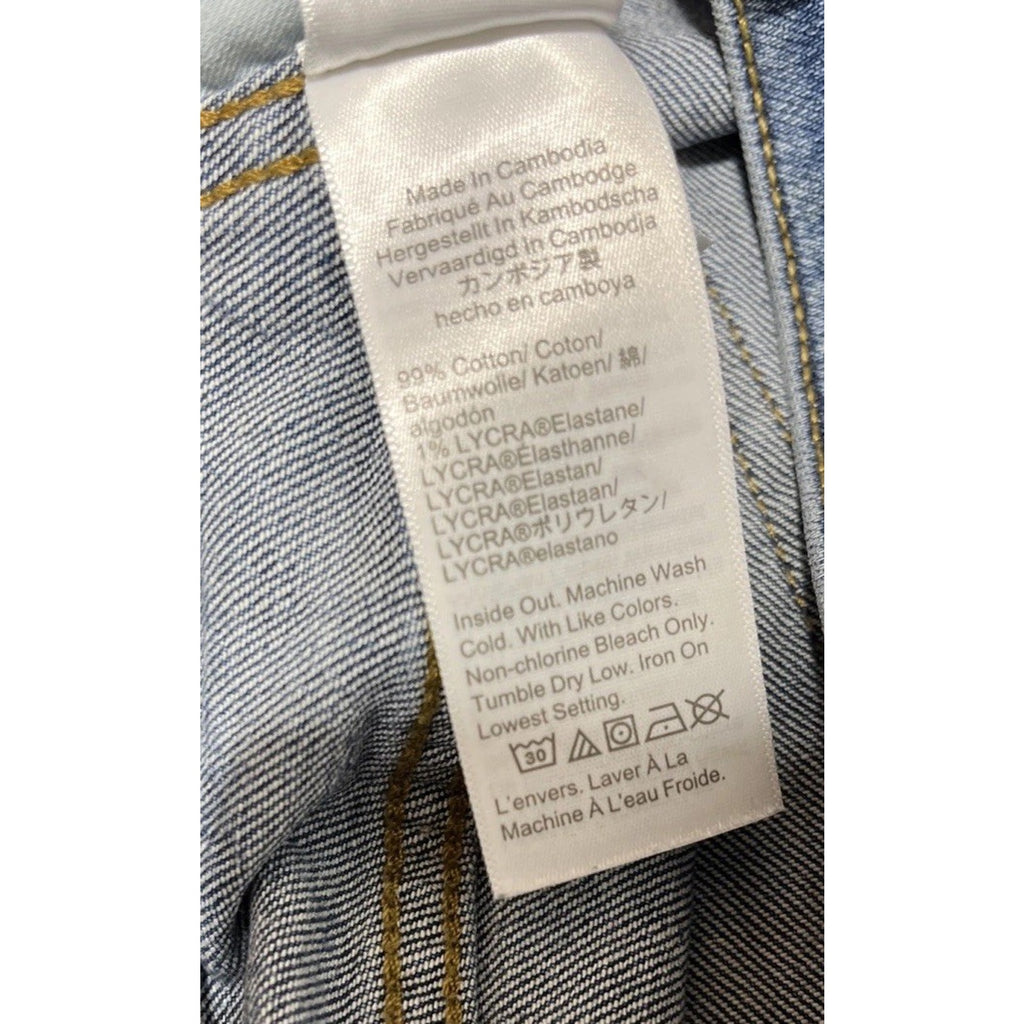 Made In Cambodia
Fabriqué Au Cambodge
Hergestellt In Kambodscha
Vervaardigd In Cambodja
カンボジア製
hecho en camboya
99% Cotton/ Coton/
Baumwolle/ Katoen/ 綿/
algodón
1% LYCRA®Elastane/
LYCRA®Élasthanne/
LYCRA®Elastan/
LYCRA®Elastaan/
LYCRA®ポリウレタン/
LYCRA®elastano
Inside Out. Machine Wash
Cold. With Like Colors.
Non-chlorine Bleach Only.
Tumble Dry Low. Iron On
Lowest Setting.
30
L'envers. Laver À La
Machine À L'eau Froide.